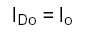 I_Do = I_o